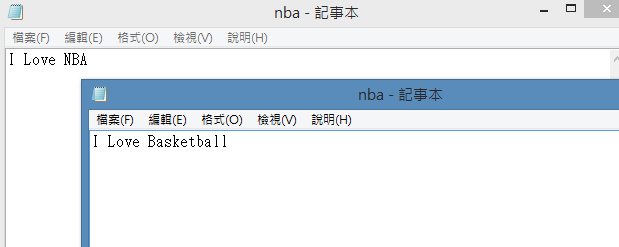 nba - 記事本
檔案(F) 編輯(E) 格式(O) 檢視(V) 說明(H)
I Love NBA
nba - 記事本
檔案(F) 編輯(E) 格式(O) 檢視(V) 說明(H)
I Love Basketball